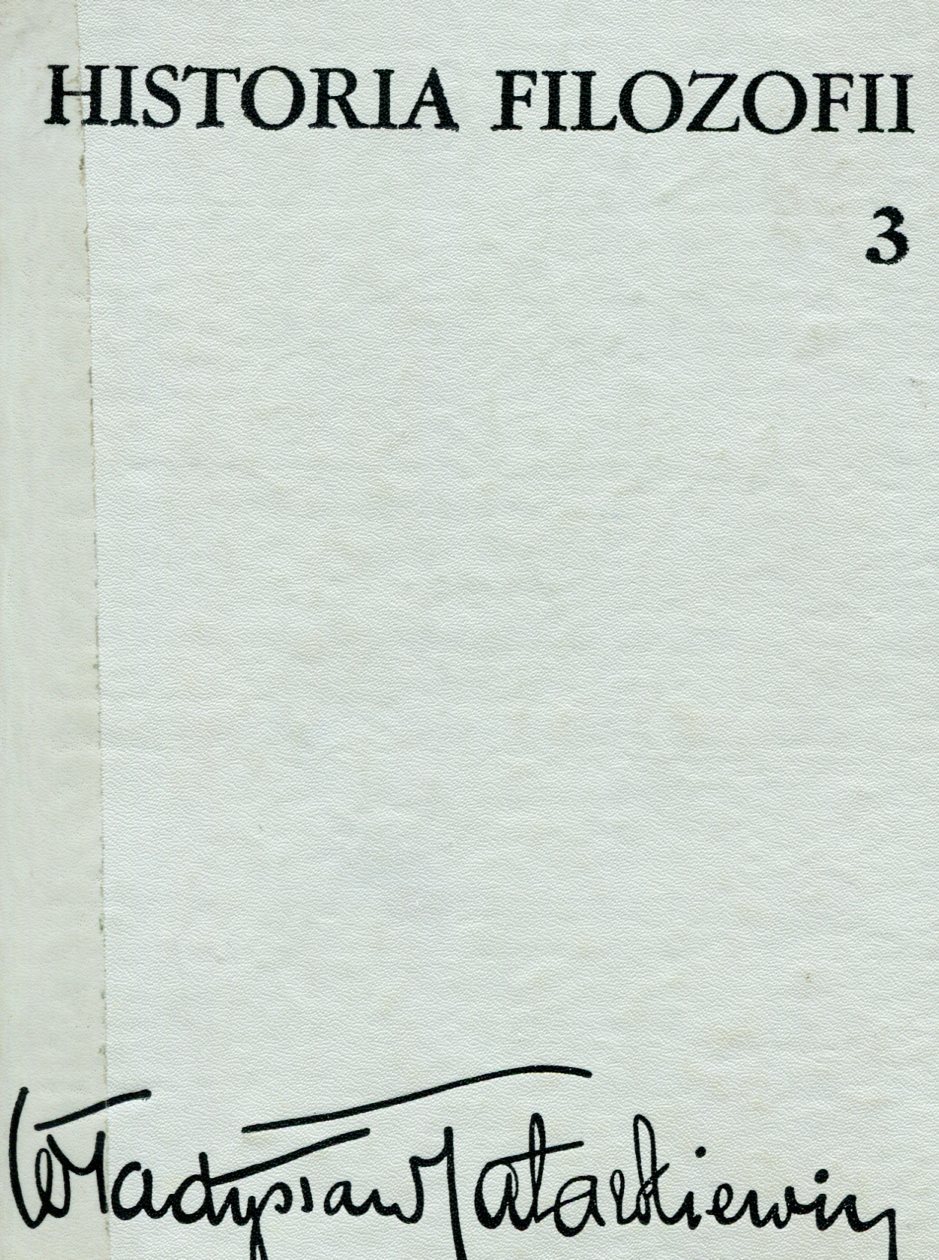 HISTORIA FILOZOFII
3
Władysław Tatarkiewicz